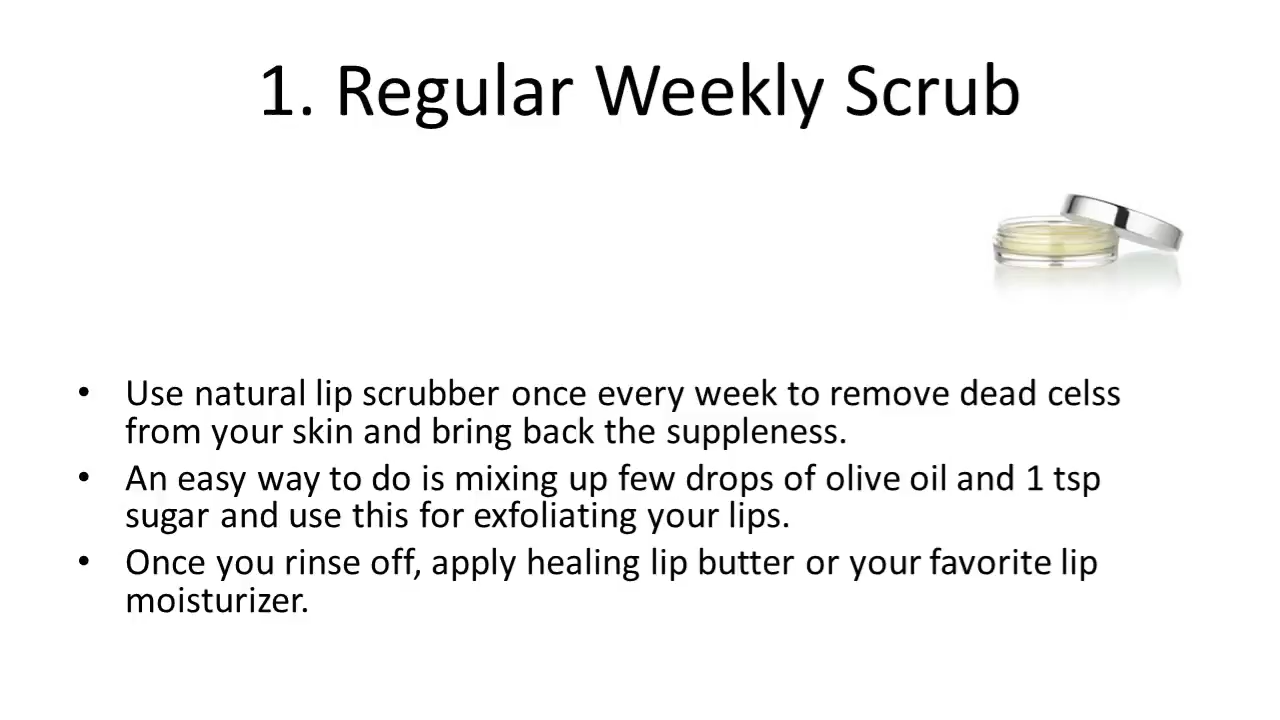 1. Regular Weekly Scrub
• Use natural lip scrubber once every week to remove dead celss
from your skin and bring back the suppleness.
• An easy way to do is mixing up few drops of olive oil and 1 tsp
sugar and use this for exfoliating your lips.
• Once you rinse off, apply healing lip butter or your favorite lip
moisturizer.